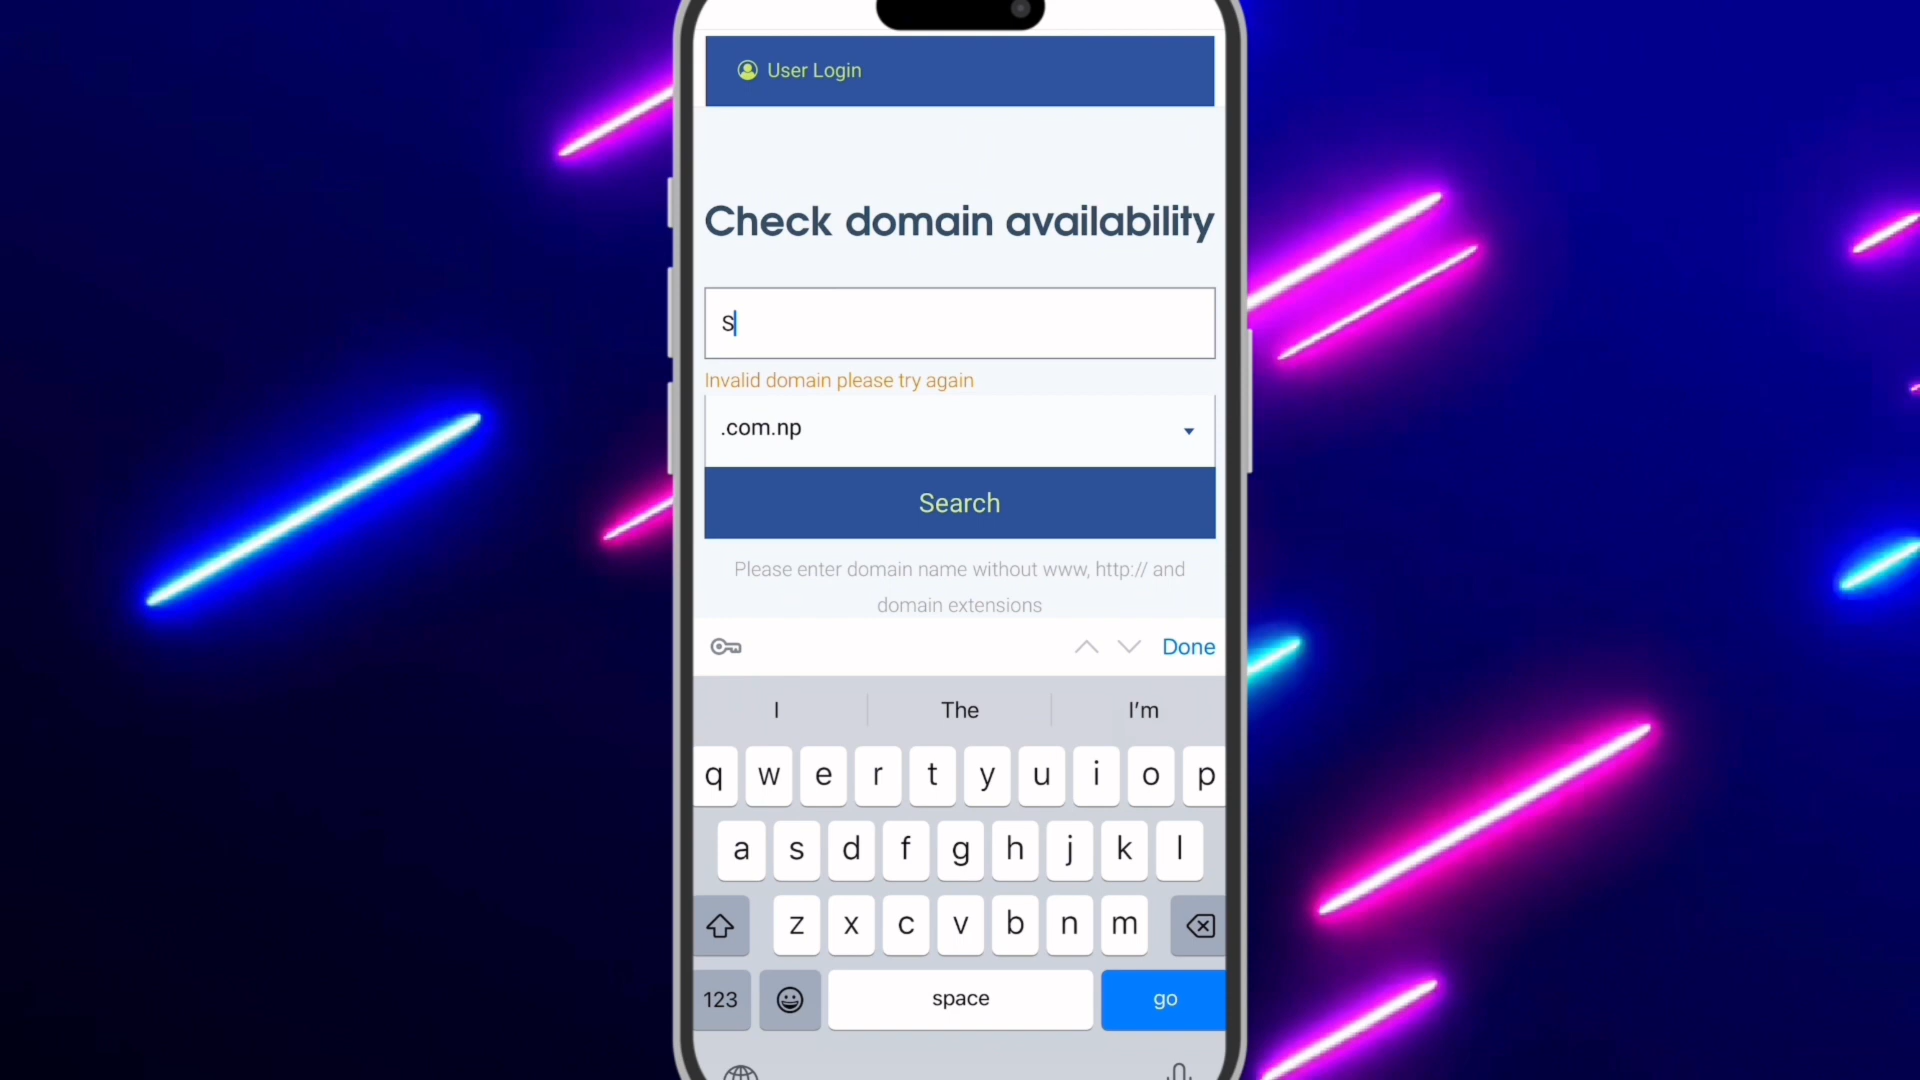 User Login
Check domain availability
S
Invalid domain please try again
.com.np
Search
Please enter domain name without www, http:// and
domain extensions
Done
I The I'm
q w e r t y u i o p
a s d f g h j k l
z x c v b n m
123 space go